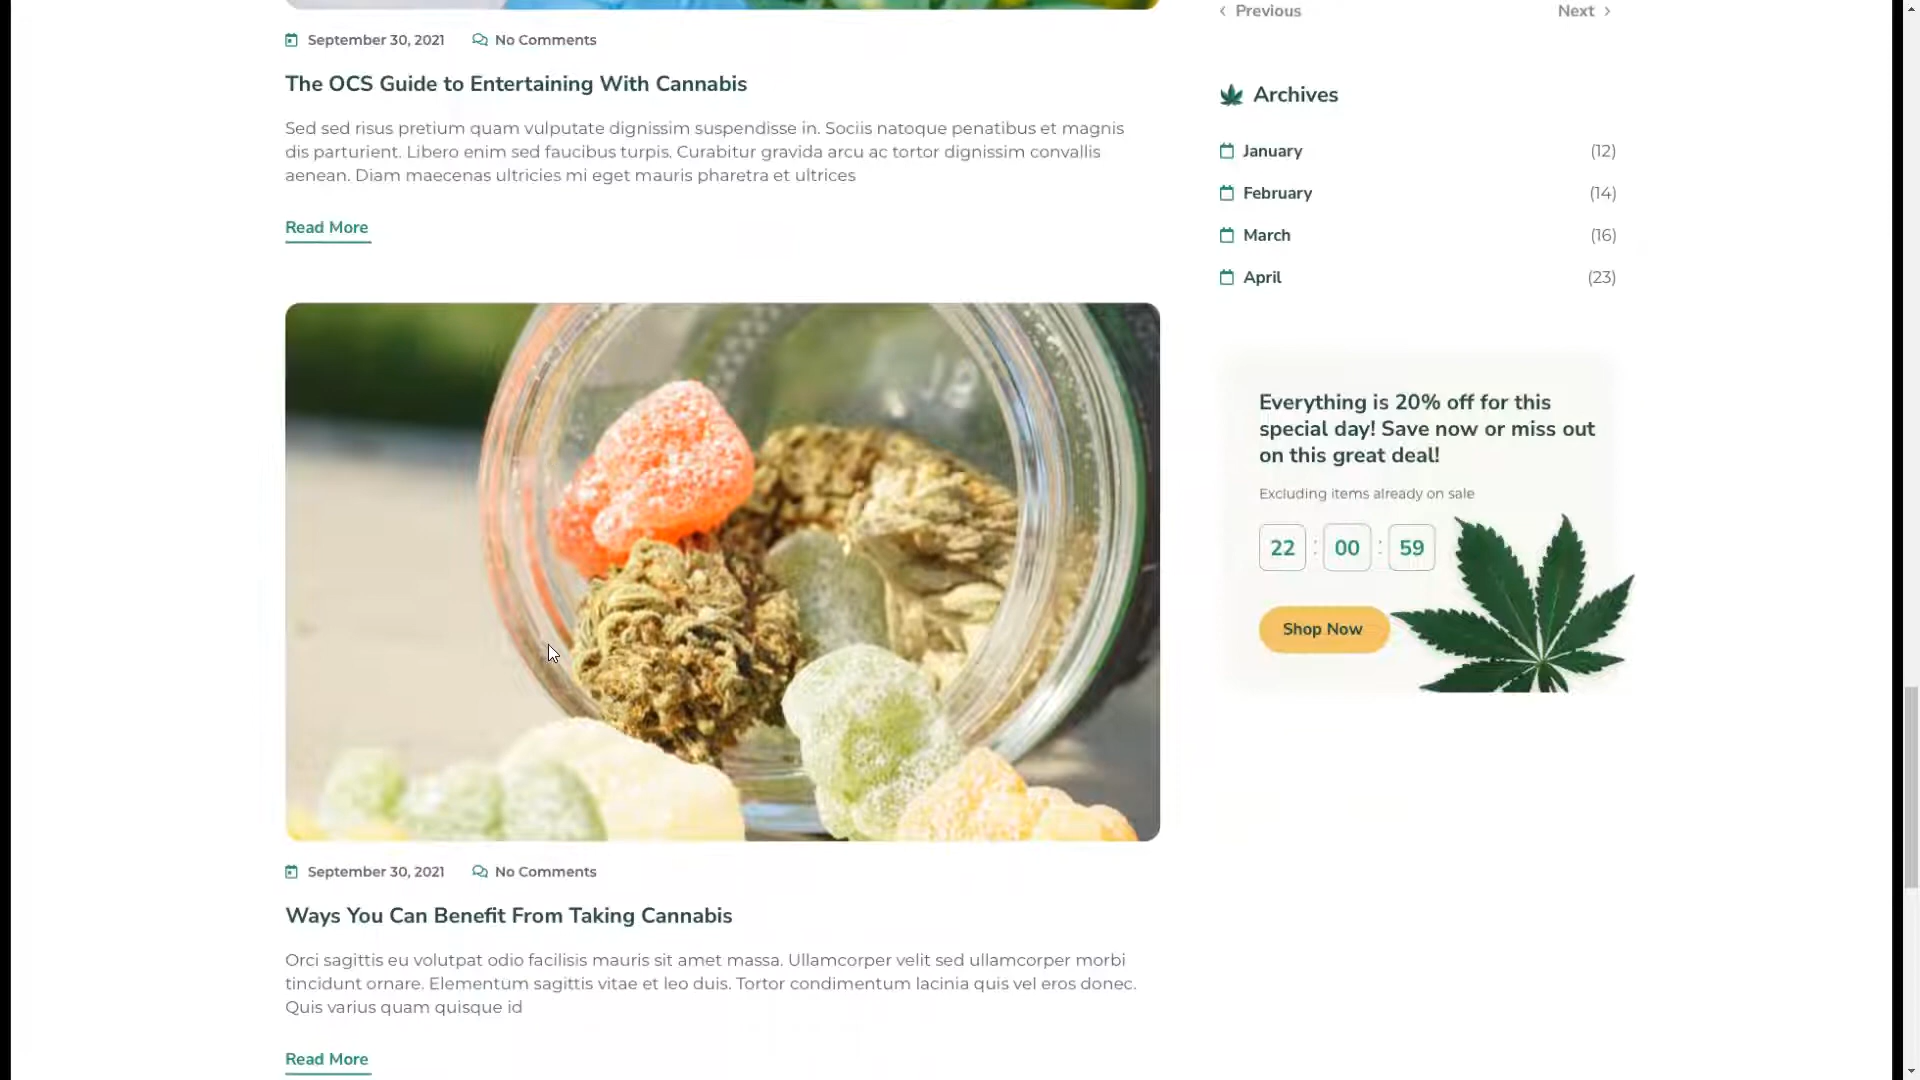 September 30, 2021
No Comments
The OCS Guide to Entertaining With Cannabis
Sed sed risus pretium quam vulputate dignissim suspendisse in. Sociis natoque penatibus et magnis
dis parturient. Libero enim sed faucibus turpis. Curabitur gravida arcu ac tortor dignissim convallis
aenean. Diam maecenas ultricies mi eget mauris pharetra et ultrices
Read More
September 30, 2021
No Comments
Ways You Can Benefit From Taking Cannabis
Orci sagittis eu volutpat odio facilisis mauris sit amet massa. Ullamcorper velit sed ullamcorper morbi
tincidunt ornare. Elementum sagittis vitae et leo duis. Tortor condimentum lacinia quis vel eros donec.
Quis varius quam quisque id
Read More
Previous
Next
Archives
January (12)
February (14)
March (16)
April (23)
Everything is 20% off for this
special day! Save now or miss out
on this great deal!
Excluding items already on sale
22 : 00 : 59
Shop Now